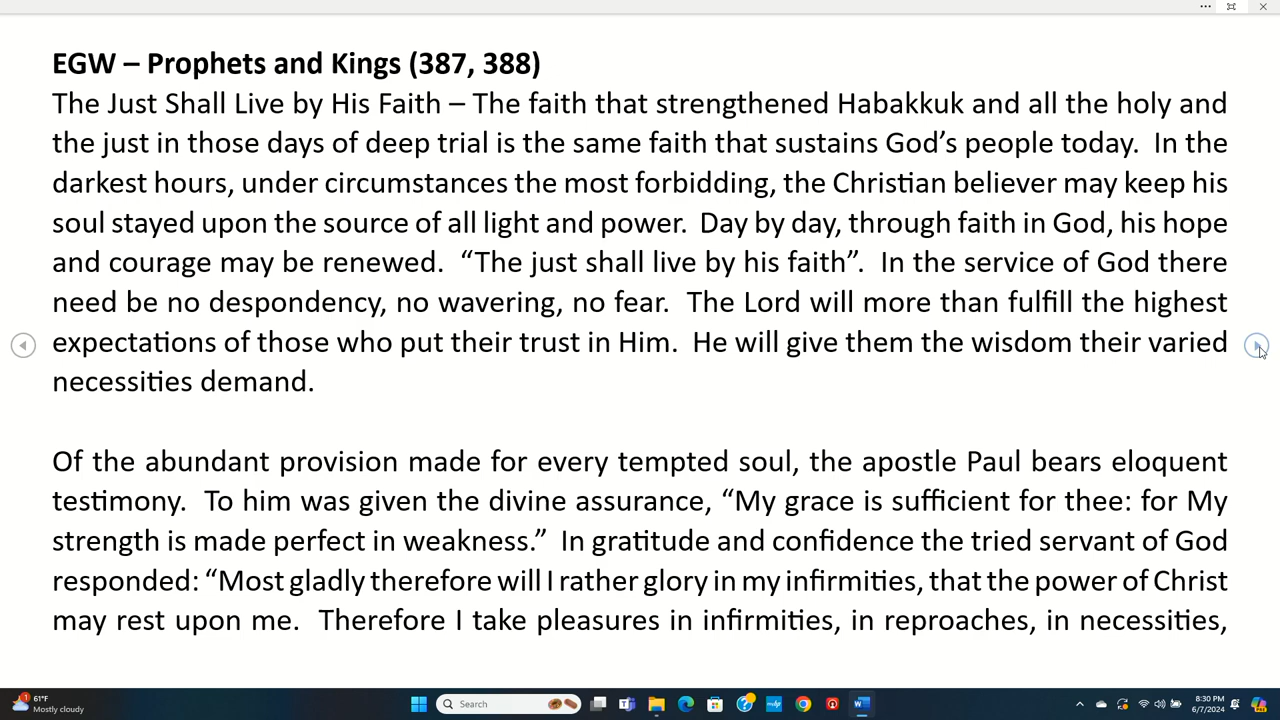 EGW – Prophets and Kings (387, 388)
The Just Shall Live by His Faith – The faith that strengthened Habakkuk and all the holy and
the just in those days of deep trial is the same faith that sustains God’s people today.  In the
darkest hours, under circumstances the most forbidding, the Christian believer may keep his
soul stayed upon the source of all light and power.  Day by day, through faith in God, his hope
and courage may be renewed.  “The just shall live by his faith”.  In the service of God there
need be no despondency, no wavering, no fear.  The Lord will more than fulfill the highest
expectations of those who put their trust in Him.  He will give them the wisdom their varied
necessities demand.
Of the abundant provision made for every tempted soul, the apostle Paul bears eloquent
testimony.  To him was given the divine assurance, “My grace is sufficient for thee: for My
strength is made perfect in weakness.”  In gratitude and confidence the tried servant of God
responded: “Most gladly therefore will I rather glory in my infirmities, that the power of Christ
may rest upon me.  Therefore I take pleasures in infirmities, in reproaches, in necessities,
1
61°F
Mostly cloudy
Search
8:30 PM
6/7/2024